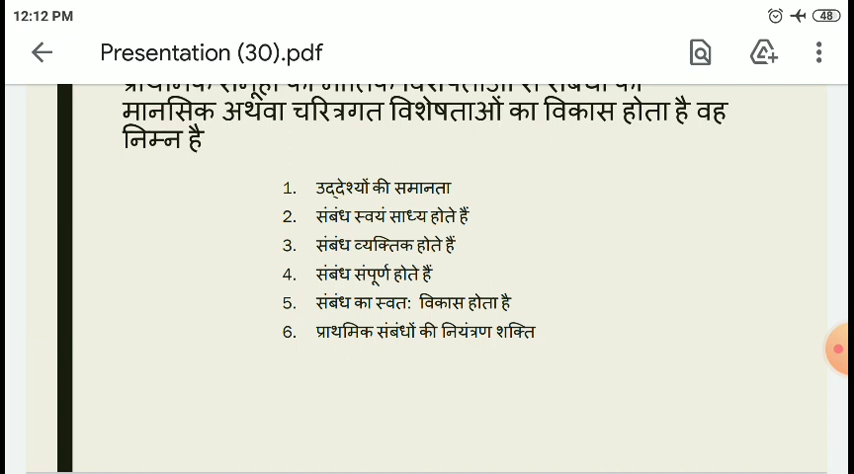 12:12 PM
48
Presentation (30).pdf
मानसिक अथवा चरित्रगत विशेषताओं का विकास होता है वह
निम्न है
1. उद्देश्यों की समानता
2. संबंध स्वयं साध्य होते हैं
3. संबंध व्यक्तिक होते हैं
4. संबंध संपूर्ण होते हैं
5. संबंध का स्वत: विकास होता है
6. प्राथमिक संबंधों की नियंत्रण शक्ति